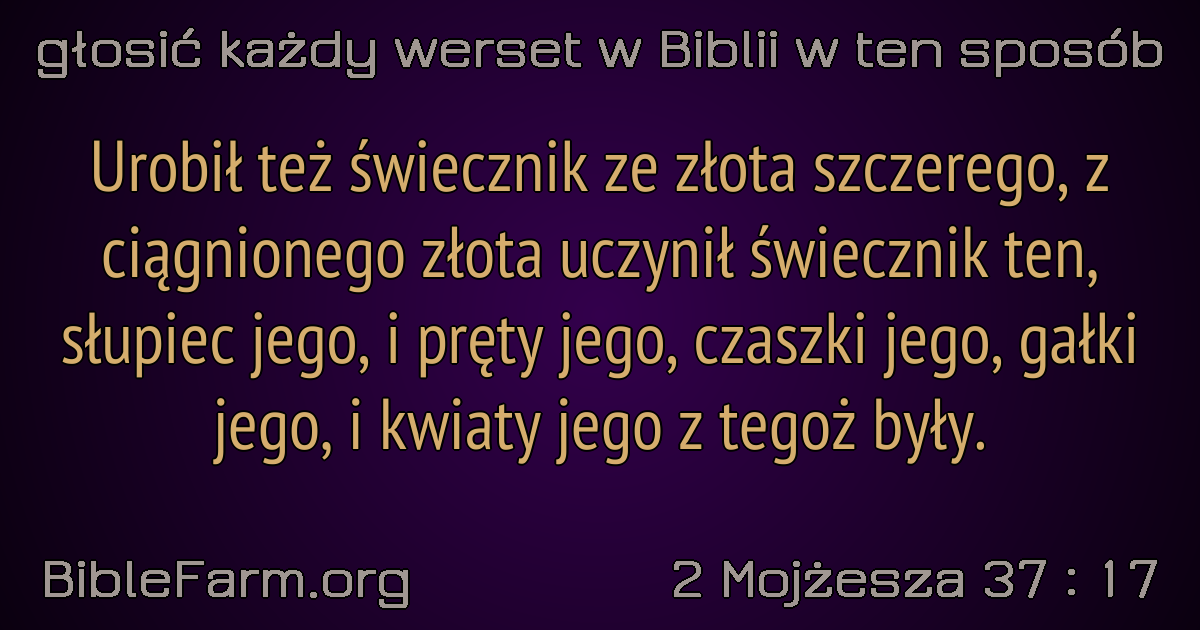 głosić każdy werset w Biblii w ten sposób
Urobił też świecznik ze złota szczerego, z
ciągnionego złota uczynił świecznik ten,
słupiec jego, i pręty jego, czaszki jego, gałki
jego, i kwiaty jego z tegoż były.
BibleFarm.org
2 Mojżesza 37 : 17